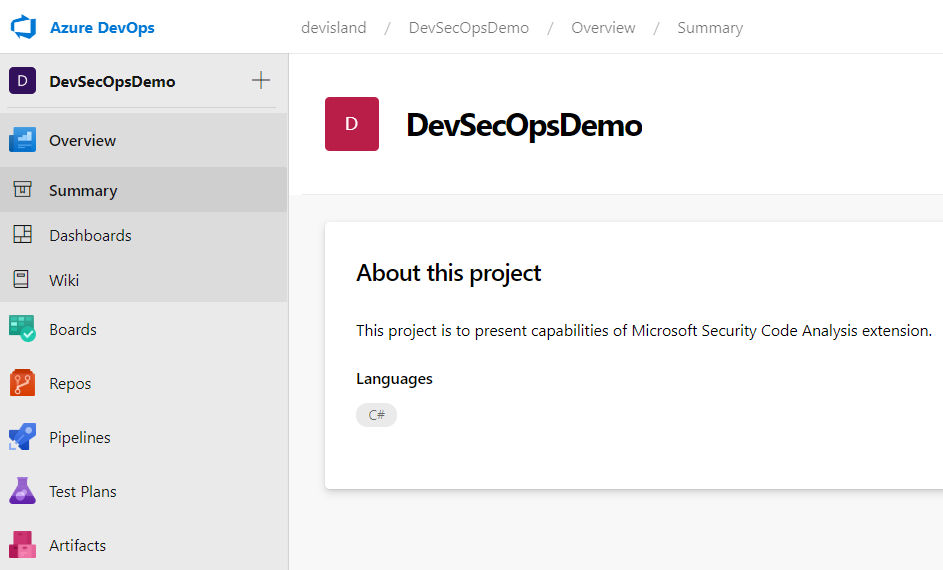 Azure DevOps
devisland / DevSecOpsDemo / Overview / Summary
D DevSecOpsDemo
Overview
Summary
Dashboards
Wiki
Boards
Repos
Pipelines
Test Plans
Artifacts
D DevSecOpsDemo
About this project
This project is to present capabilities of Microsoft Security Code Analysis extension.
Languages
C#